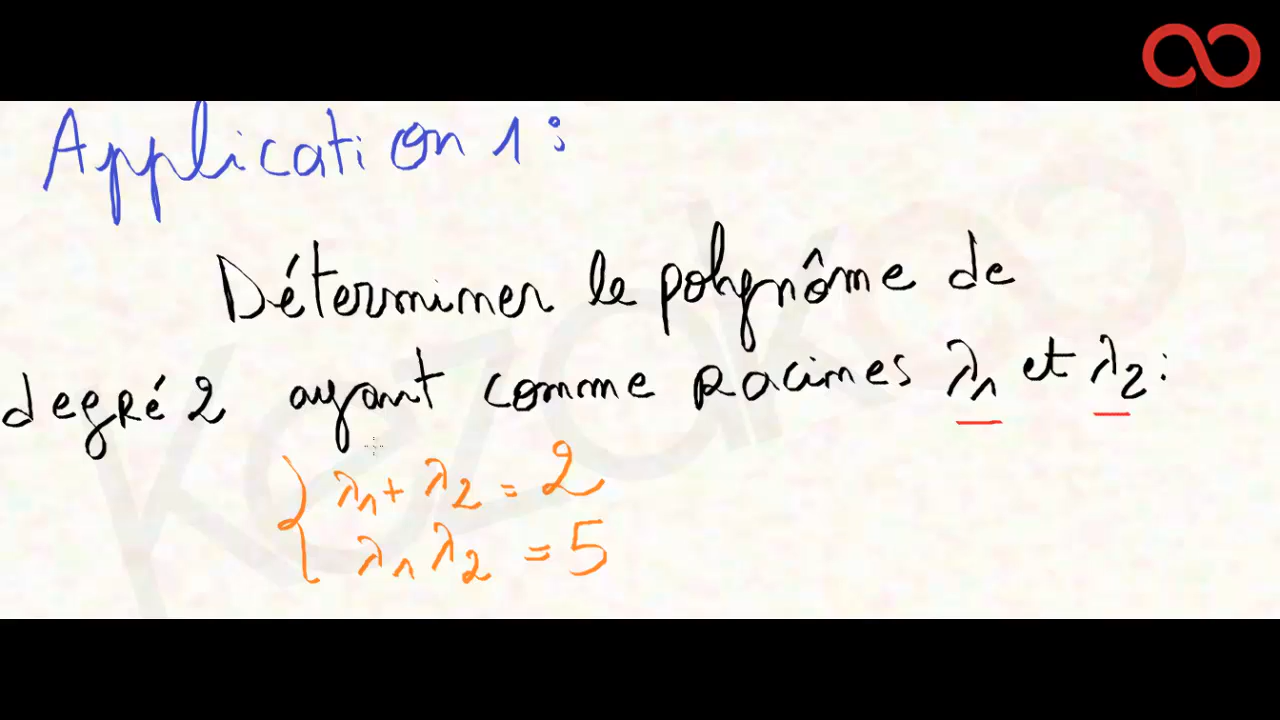 Application 1:
Déterminer le polynôme de
degré 2 ayant comme racines λ1 et λ2:
{ λ1 + λ2 = 2
λ1 λ2 = 5
Kezakoo